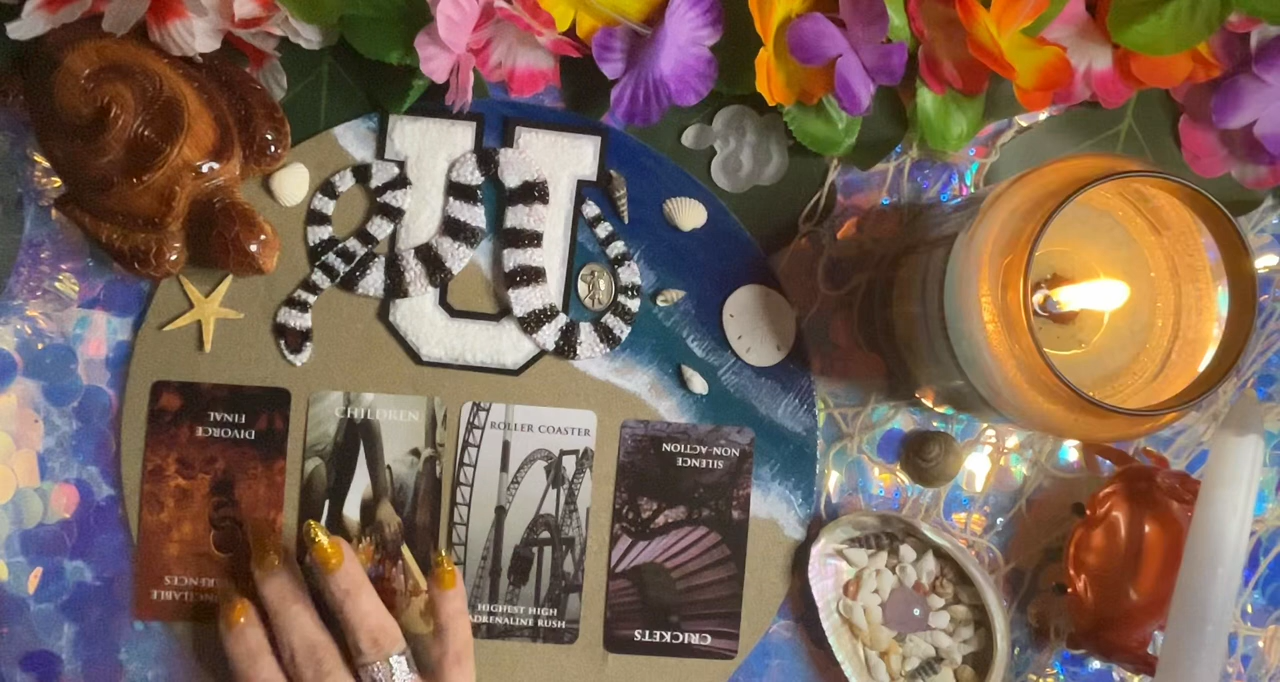 U
FINAL
DIVORCE
CHILDREN
ROLLER COASTER
HIGHEST HIGH
ADRENALINE RUSH
SILENCE
NON-ACTION
CRICKETS